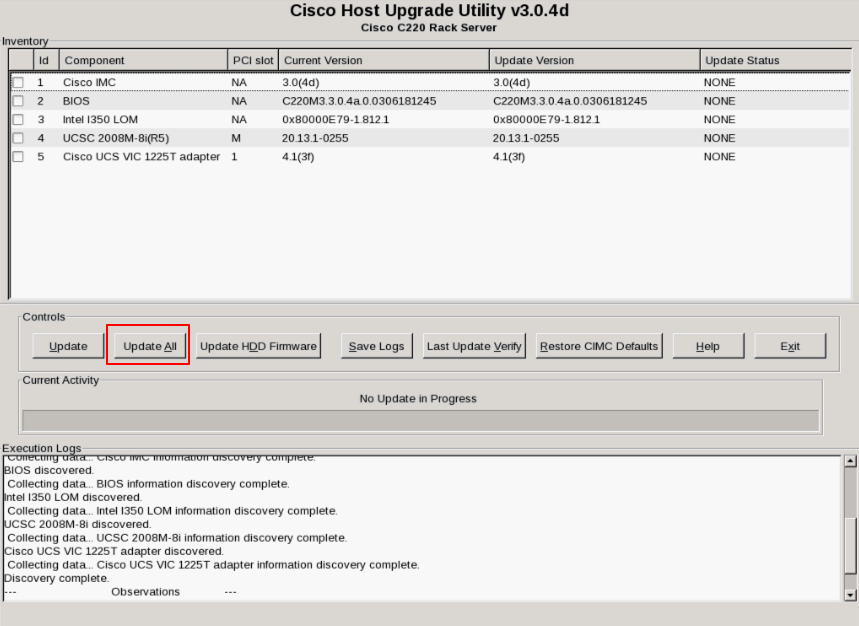 Cisco Host Upgrade Utility v3.0.4d
Cisco C220 Rack Server
Inventory
Id Component PCI slot Current Version Update Version Update Status
1 Cisco IMC NA 3.0(4d) 3.0(4d) NONE
2 BIOS NA C220M3.3.0.4a.0.0306181245 C220M3.3.0.4a.0.0306181245 NONE
3 Intel I350 LOM NA 0x80000E79-1.812.1 0x80000E79-1.812.1 NONE
4 UCSC 2008M-8i(R5) M 20.13.1-0255 20.13.1-0255 NONE
5 Cisco UCS VIC 1225T adapter 1 4.1(3f) 4.1(3f) NONE
Controls
Update Update All Update HDD Firmware Save Logs Last Update Verify Restore CIMC Defaults Help Exit
Current Activity
No Update in Progress
Execution Logs
Collecting data... Cisco IMC information discovery complete.
BIOS discovered.
Collecting data... BIOS information discovery complete.
Intel I350 LOM discovered.
Collecting data... Intel I350 LOM information discovery complete.
UCSC 2008M-8i discovered.
Collecting data... UCSC 2008M-8i information discovery complete.
Cisco UCS VIC 1225T adapter discovered.
Collecting data... Cisco UCS VIC 1225T adapter information discovery complete.
Discovery complete.
--- Observations ---